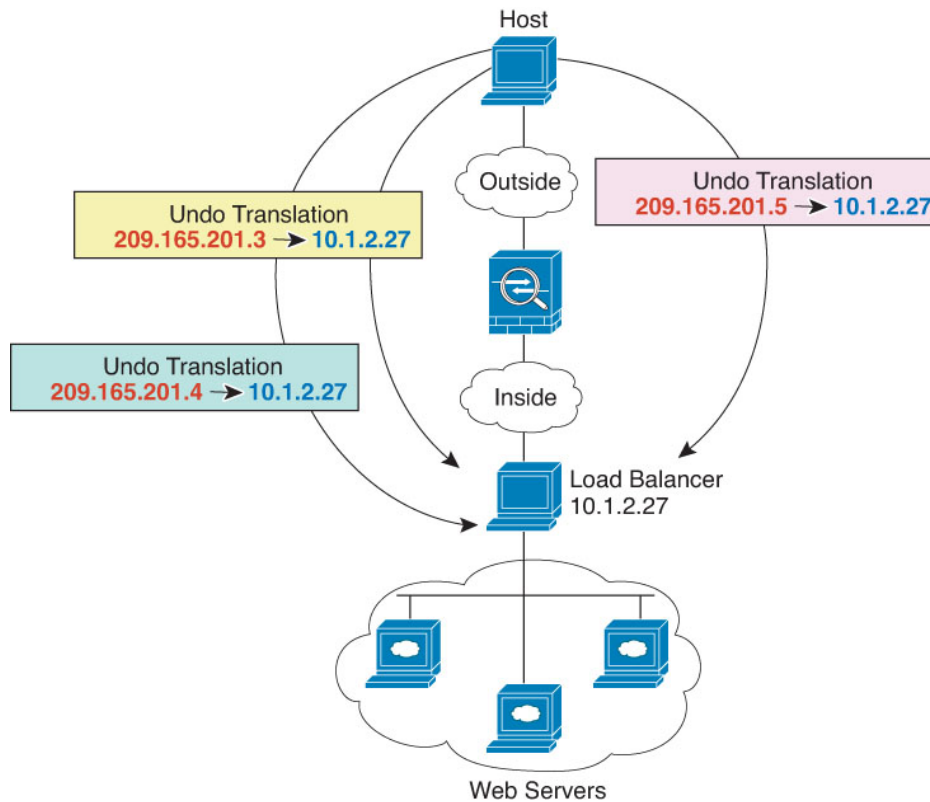 Host
Outside
Undo Translation
209.165.201.3 → 10.1.2.27
Undo Translation
209.165.201.5 → 10.1.2.27
Undo Translation
209.165.201.4 → 10.1.2.27
Inside
Load Balancer
10.1.2.27
Web Servers